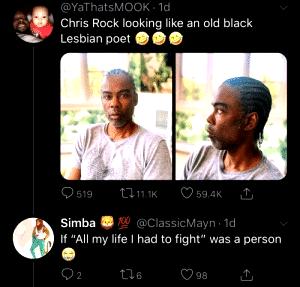 @YaThatsMOOK · 1d
Chris Rock looking like an old black
Lesbian poet 🤣🤣🤣
519 11.1K 59.4K
Simba 🦁 💯 @ClassicMayn · 1d
If "All my life I had to fight" was a person
😂
2 6 98